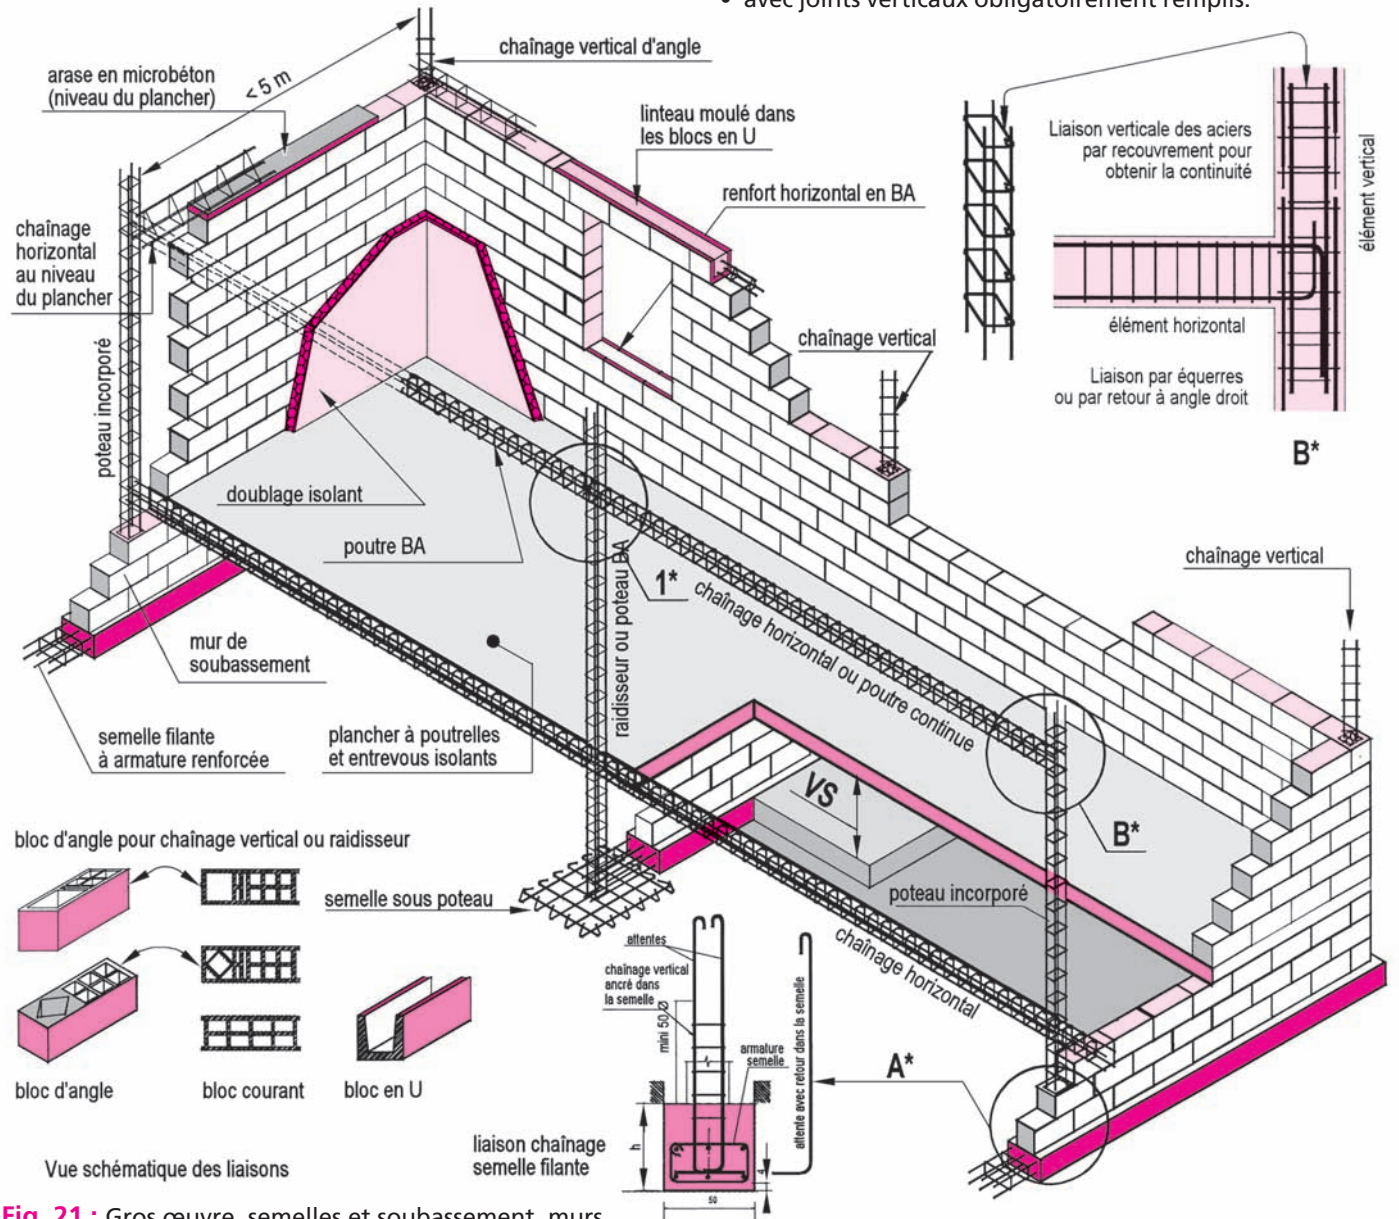 • avec joints verticaux obligatoirement remplis.
chaînage vertical d'angle
arase en microbéton
(niveau du plancher)
< 5 m
linteau moulé dans
les blocs en U
renfort horizontal en BA
Liaison verticale des aciers
par recouvrement pour
obtenir la continuité
élément vertical
élément horizontal
Liaison par équerres
ou par retour à angle droit
B*
chaînage
horizontal
au niveau
du plancher
poteau incorporé
chaînage vertical
doublage isolant
poutre BA
raidisseur ou poteau BA
1*
chaînage horizontal ou poutre continue
chaînage vertical
mur de
soubassement
semelle filante
à armature renforcée
plancher à poutrelles
et entrevous isolants
VS
B*
bloc d'angle pour chaînage vertical ou raidisseur
semelle sous poteau
poteau incorporé
chaînage horizontal
attentes
chaînage vertical
ancré dans
la semelle
mini 50 Ø
armature
semelle
attente avec retour dans la semelle
A*
bloc d'angle
bloc courant
bloc en U
h
4
50
liaison chaînage
semelle filante
Vue schématique des liaisons
Fig. 21 : Gros œuvre, semelles et soubassement, murs